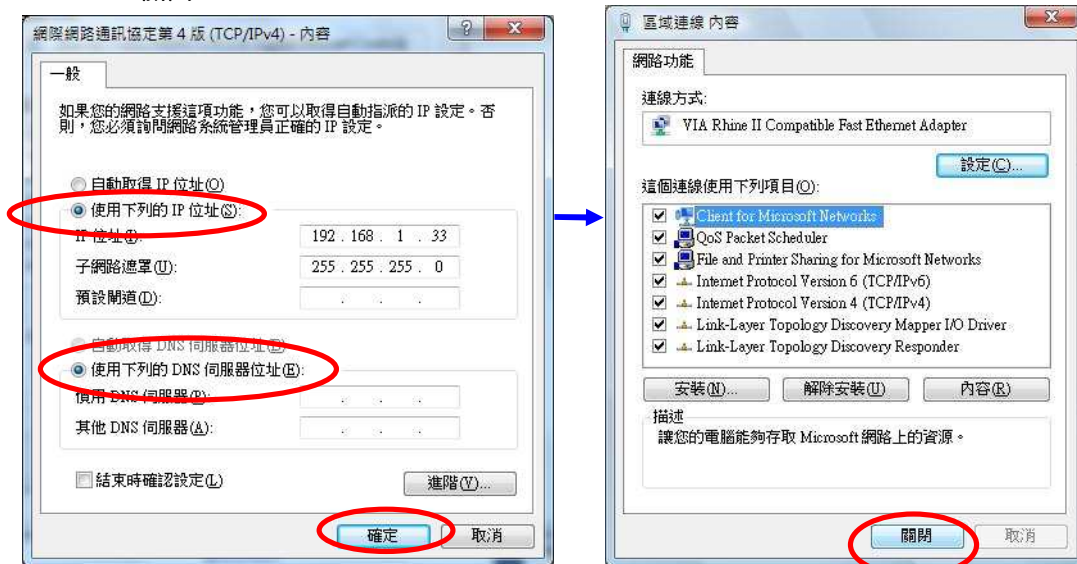 網際網路通訊協定第 4 版 (TCP/IPv4) - 內容
一般
如果您的網路支援這項功能，您可以取得自動指派的 IP 設定。否
則，您必須詢問網路系統管理員正確的 IP 設定。
自動取得 IP 位址(O)
使用下列的 IP 位址(S):
IP 位址(I): 192 . 168 . 1 . 33
子網路遮罩(U): 255 . 255 . 255 . 0
預設閘道(D): . . .
自動取得 DNS 伺服器位址(B)
使用下列的 DNS 伺服器位址(E):
慣用 DNS 伺服器(P): . . .
其他 DNS 伺服器(A): . . .
結束時確認設定(L)
進階(V)...
確定
取消
區域連線 內容
網路功能
連線方式:
VIA Rhine II Compatible Fast Ethernet Adapter
設定(C)...
這個連線使用下列項目(O):
Client for Microsoft Networks
QoS Packet Scheduler
File and Printer Sharing for Microsoft Networks
Internet Protocol Version 6 (TCP/IPv6)
Internet Protocol Version 4 (TCP/IPv4)
Link-Layer Topology Discovery Mapper I/O Driver
Link-Layer Topology Discovery Responder
安裝(N)...
解除安裝(U)
內容(R)
描述
讓您的電腦能夠存取 Microsoft 網路上的資源。
關閉
取消